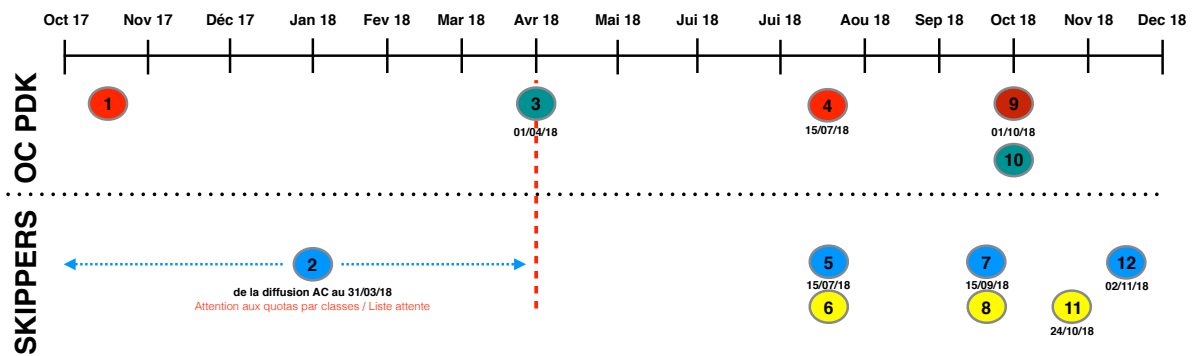 Oct 17 Nov 17 Déc 17 Jan 18 Fev 18 Mar 18 Avr 18 Mai 18 Jui 18 Jui 18 Aou 18 Sep 18 Oct 18 Nov 18 Dec 18
OC PDK
1 3 4 9
01/04/18 15/07/18 01/10/18
10
SKIPPERS
2 5 7 12
15/07/18 15/09/18 02/11/18
de la diffusion AC au 31/03/18
Attention aux quotas par classes / Liste attente
6 8 11
24/10/18